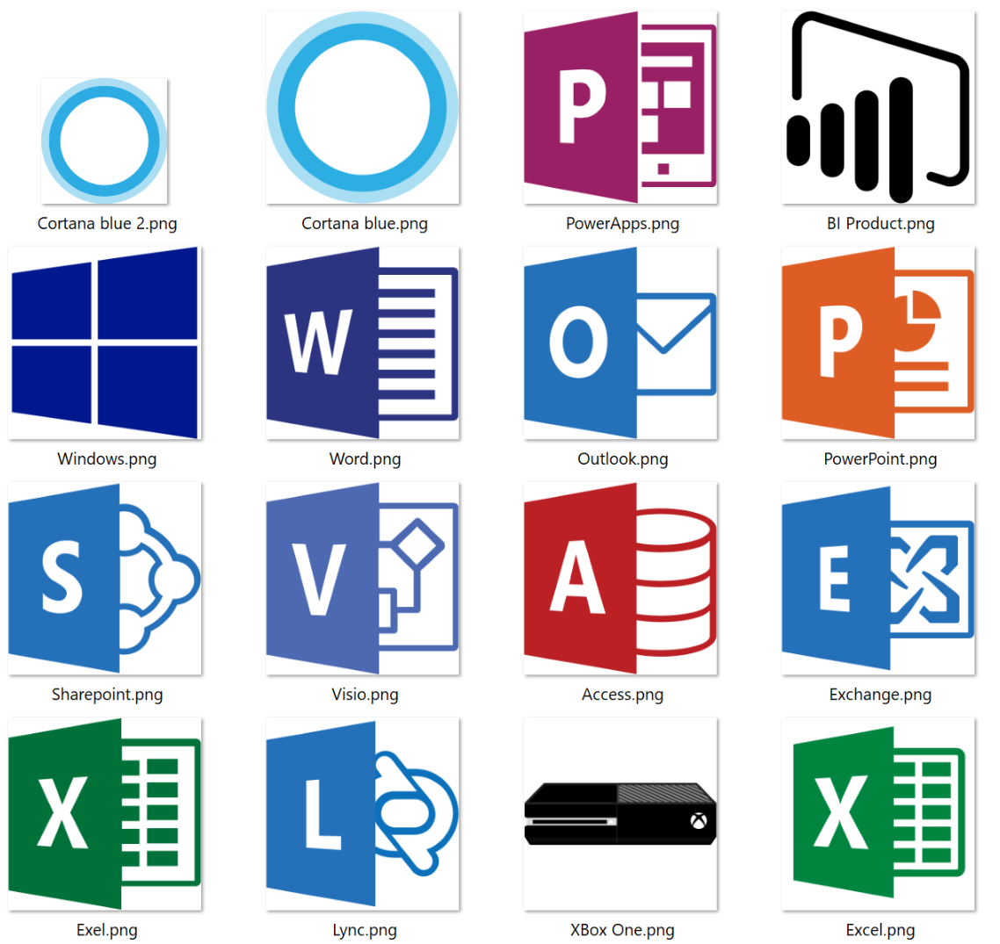 P
Cortana blue 2.png
Cortana blue.png
PowerApps.png
BI Product.png
W
O
P
Windows.png
Word.png
Outlook.png
PowerPoint.png
S
V
A
E
Sharepoint.png
Visio.png
Access.png
Exchange.png
X
L
X
Exel.png
Lync.png
XBox One.png
Excel.png